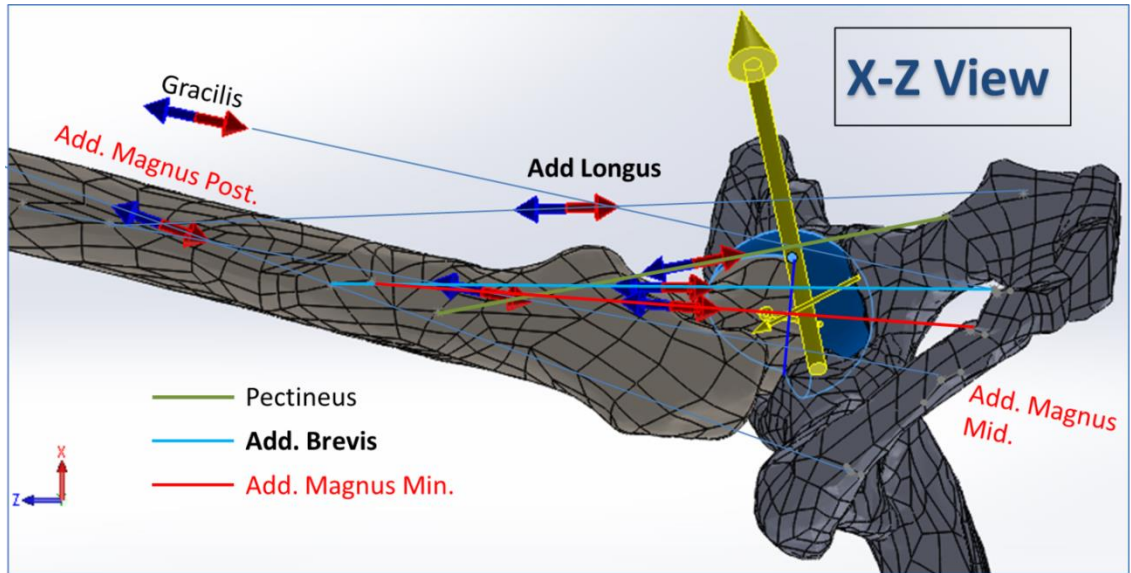 X-Z View
Gracilis
Add. Magnus Post.
Add Longus
Pectineus
Add. Brevis
Add. Magnus Min.
Add. Magnus
Mid.
X
Z